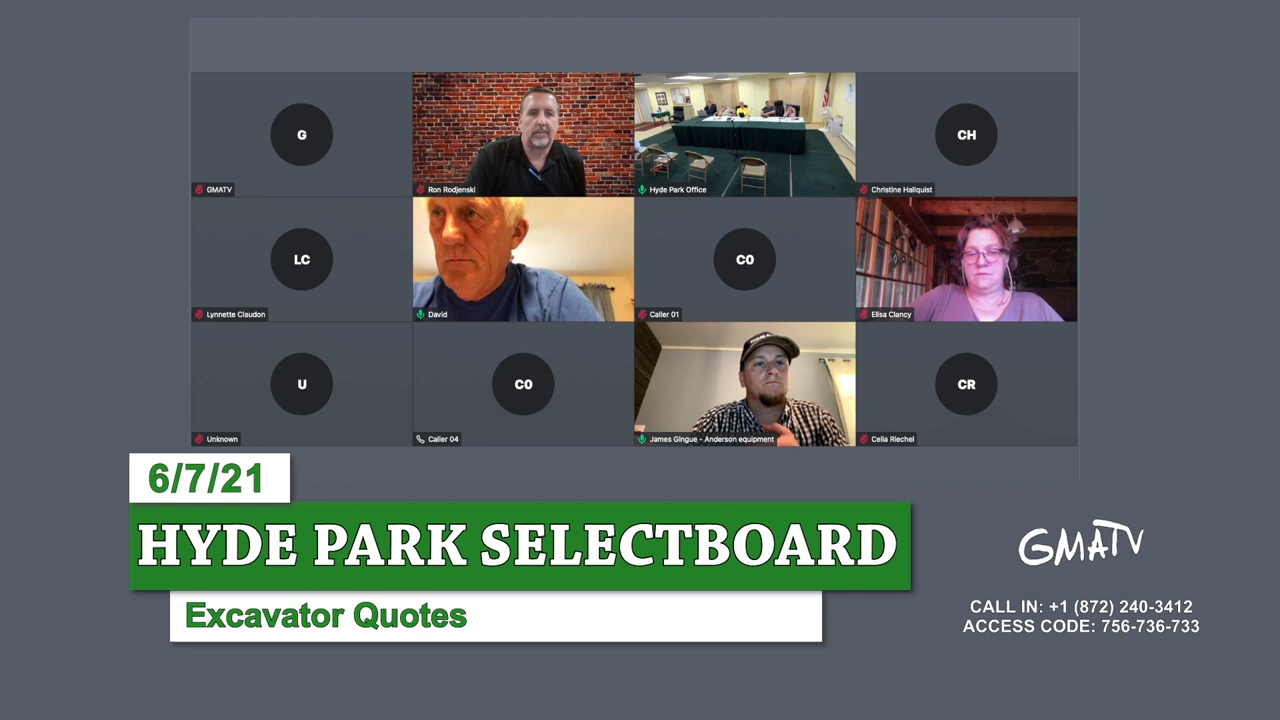 G
GMATV
Ron Rodjenski
Hyde Park Office
CH
Christine Hallquist
LC
Lynnette Claudon
David
C0
Caller 01
Elisa Clancy
U
Unknown
C0
Caller 04
James Gingue - Anderson equipment
CR
Celia Riechel
6/7/21
HYDE PARK SELECTBOARD
Excavator Quotes
GMATV
CALL IN: +1 (872) 240-3412
ACCESS CODE: 756-736-733